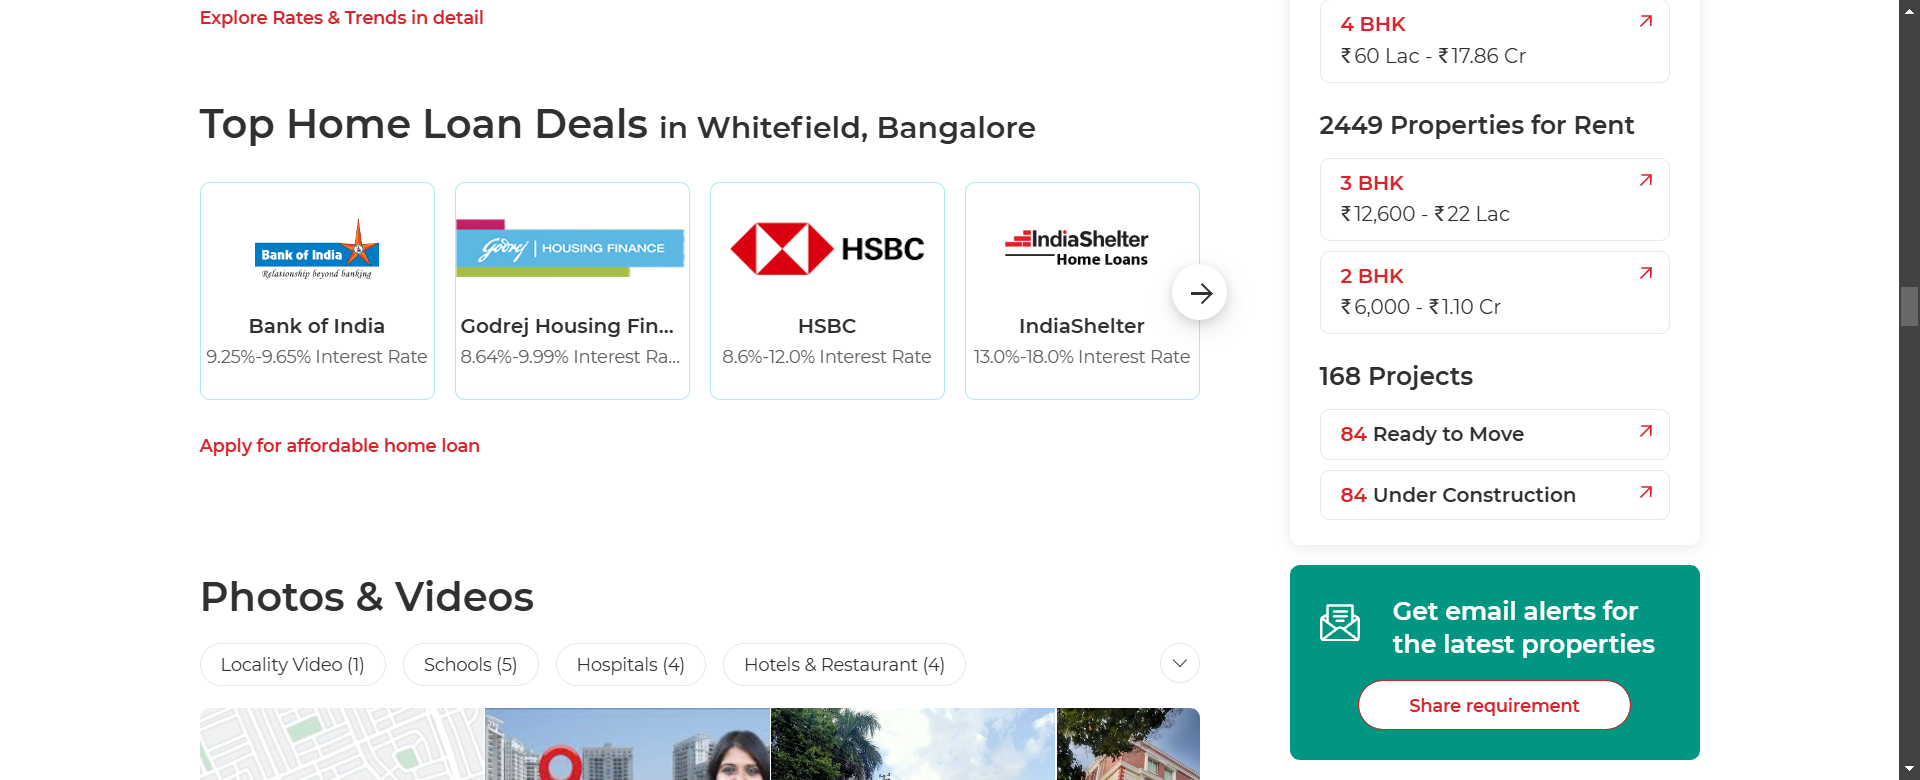 Explore Rates & Trends in detail
Top Home Loan Deals in Whitefield, Bangalore
Bank of India
Relationship beyond banking
Bank of India
9.25%-9.65% Interest Rate
Godrej | HOUSING FINANCE
Godrej Housing Fin...
8.64%-9.99% Interest Ra...
HSBC
HSBC
8.6%-12.0% Interest Rate
IndiaShelter
Home Loans
IndiaShelter
13.0%-18.0% Interest Rate
Apply for affordable home loan
Photos & Videos
Locality Video (1)
Schools (5)
Hospitals (4)
Hotels & Restaurant (4)
4 BHK
₹60 Lac - ₹17.86 Cr
2449 Properties for Rent
3 BHK
₹12,600 - ₹22 Lac
2 BHK
₹6,000 - ₹1.10 Cr
168 Projects
84 Ready to Move
84 Under Construction
Get email alerts for
the latest properties
Share requirement